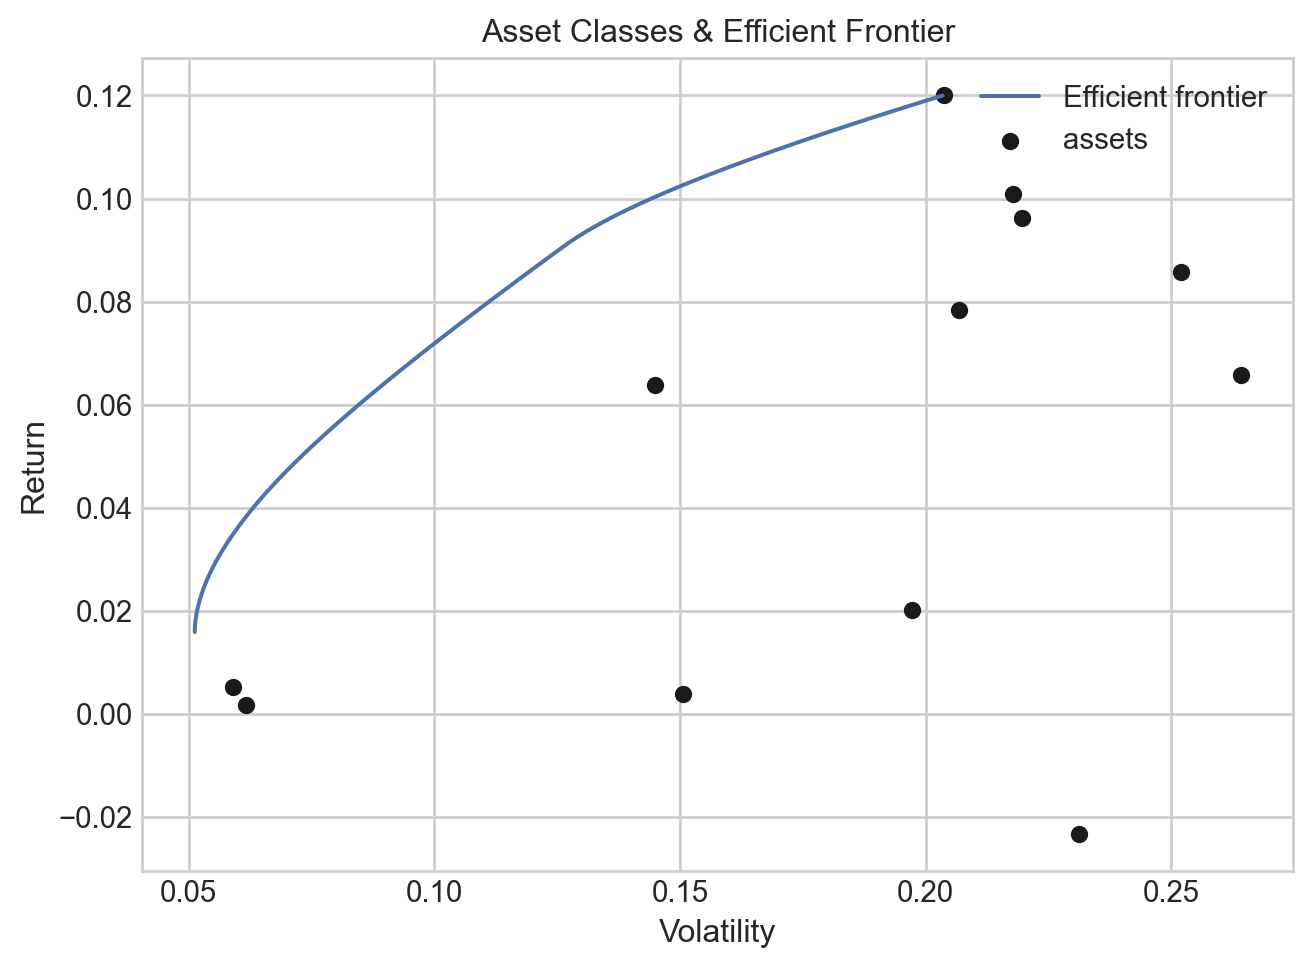 Asset Classes & Efficient Frontier
Efficient frontier
assets
Return
0.12
0.10
0.08
0.06
0.04
0.02
0.00
−0.02
0.05 0.10 0.15 0.20 0.25
Volatility